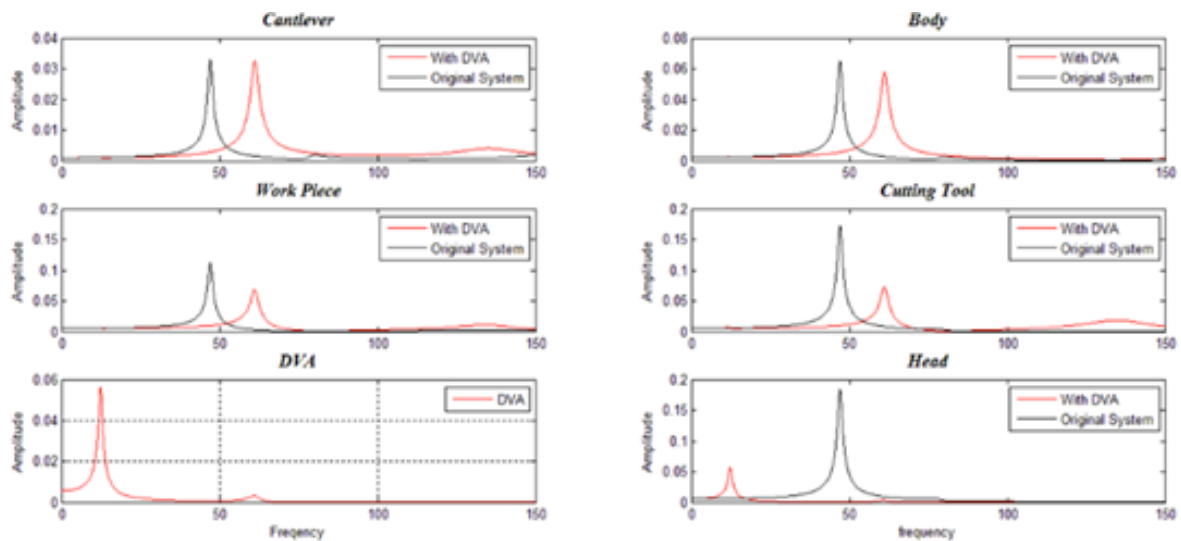 Cantlever
Body
0.04
0.03
0.02
0.01
0
Amplitude
With DVA
Original System
50
100
150
0.08
0.06
0.04
0.02
0
Amplitude
With DVA
Original System
0
50
100
150
Work Piece
Cutting Tool
0.2
0.15
0.1
0.05
0
Amplitude
With DVA
Original System
0
50
100
150
0.2
0.15
0.1
0.05
0
Amplitude
With DVA
Original System
0
50
100
150
DVA
Head
0.06
0.04
0.02
0
Amplitude
DVA
0
50
100
150
Freqency
0.2
0.15
0.1
0.05
0
Amplitude
With DVA
Original System
0
50
100
150
frequency